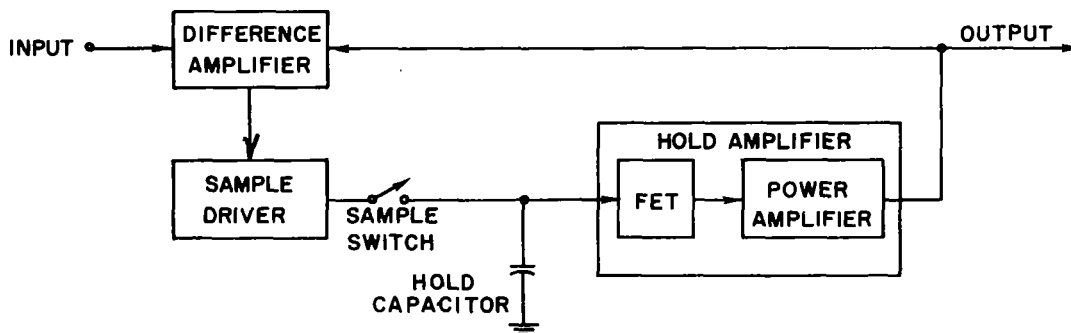 INPUT
DIFFERENCE
AMPLIFIER
OUTPUT
HOLD AMPLIFIER
SAMPLE
DRIVER
SAMPLE
SWITCH
FET
POWER
AMPLIFIER
HOLD
CAPACITOR